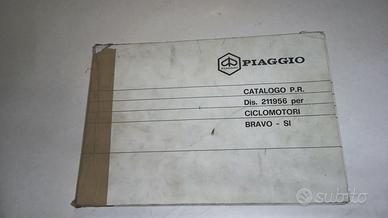 PIAGGIO
CATALOGO P.R.
Dis. 211956 per
CICLOMOTORI
BRAVO - SI
subito